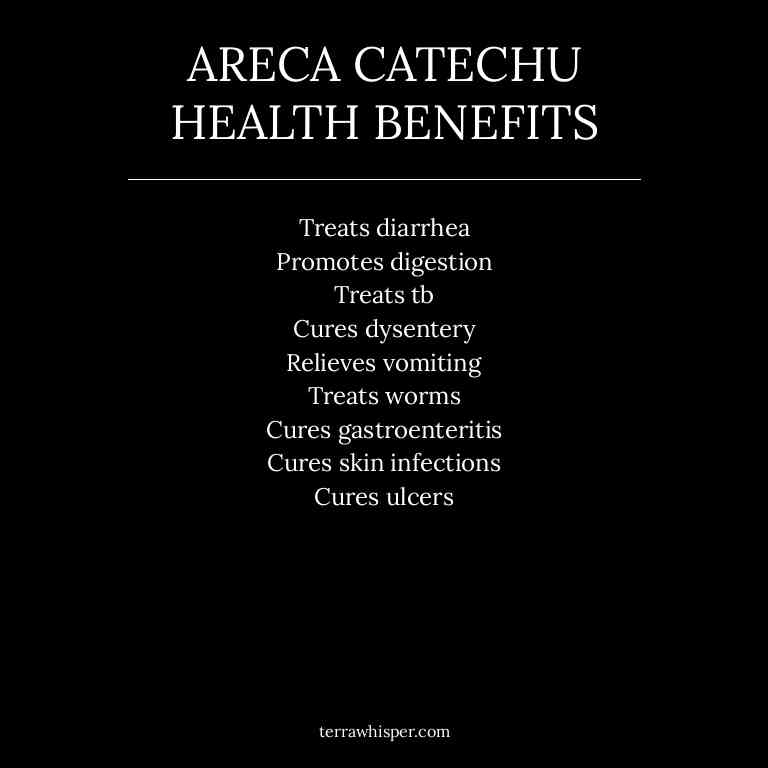 ARECA CATECHU
HEALTH BENEFITS
Treats diarrhea
Promotes digestion
Treats tb
Cures dysentery
Relieves vomiting
Treats worms
Cures gastroenteritis
Cures skin infections
Cures ulcers
terrawhisper.com